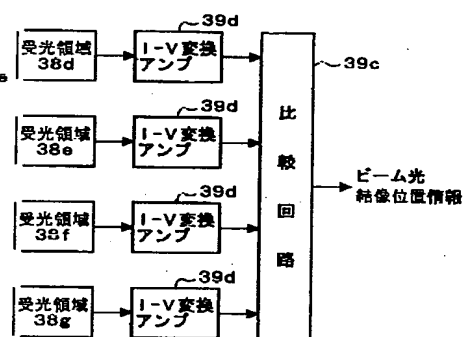 39d
受光領域
38d
I-V変換
アンプ
39c
39d
受光領域
38e
I-V変換
アンプ
比較回路
ビーム光
結像位置情報
39d
受光領域
38f
I-V変換
アンプ
39d
受光領域
38g
I-V変換
アンプ